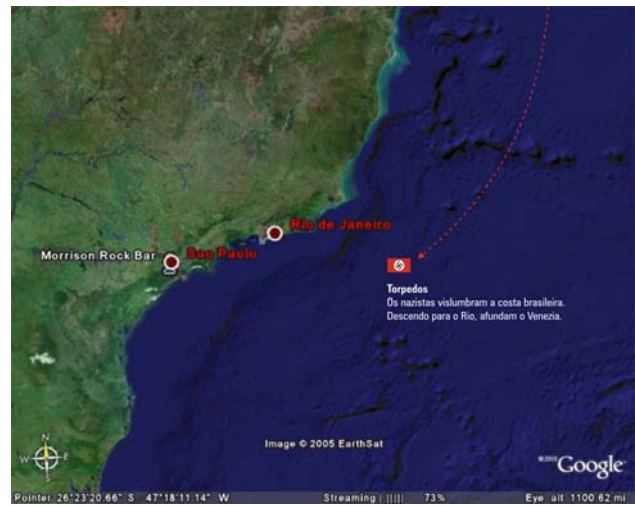 Rio de Janeiro
Morrison Rock Bar
Sao Paulo
Torpedos
Os nazistas vislumbram a costa brasileira.
Descendo para o Rio, afundam o Venezia.
N
W E
S
Image © 2005 EarthSat
©2005 Google
Pointer 26°23'20.66" S 47°18'11.14" W Streaming |||||| 73% Eye alt 1100.62 mi